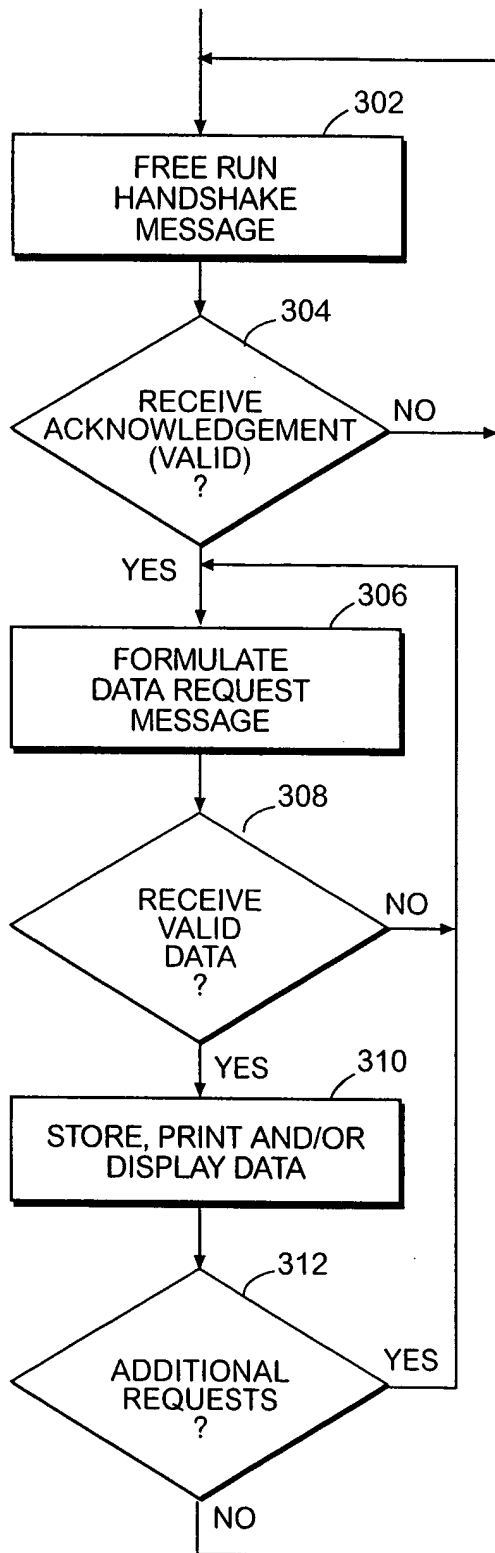 302
FREE RUN
HANDSHAKE
MESSAGE
304
RECEIVE
ACKNOWLEDGEMENT
(VALID)
?
NO
YES
306
FORMULATE
DATA REQUEST
MESSAGE
308
RECEIVE
VALID
DATA
?
NO
YES
310
STORE, PRINT AND/OR
DISPLAY DATA
312
ADDITIONAL
REQUESTS
?
YES
NO